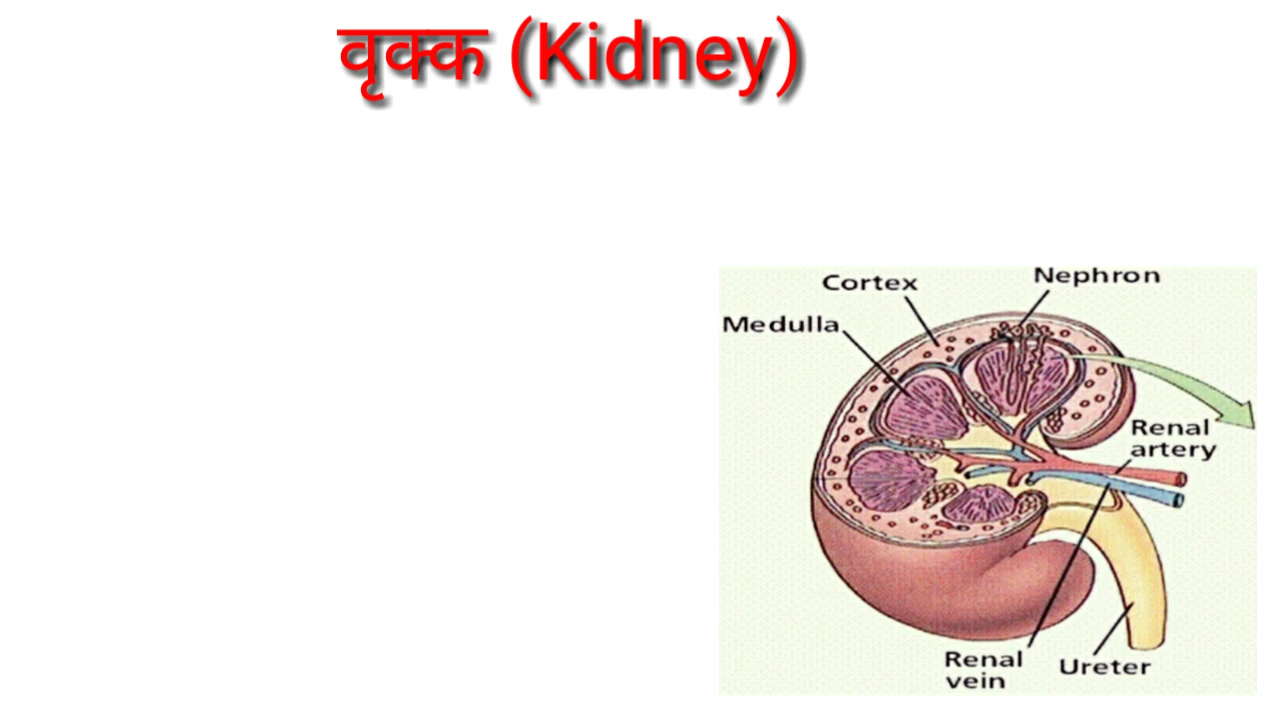 वृक्क (Kidney)
Nephron
Cortex
Medulla
Renal
artery
Renal
vein
Ureter